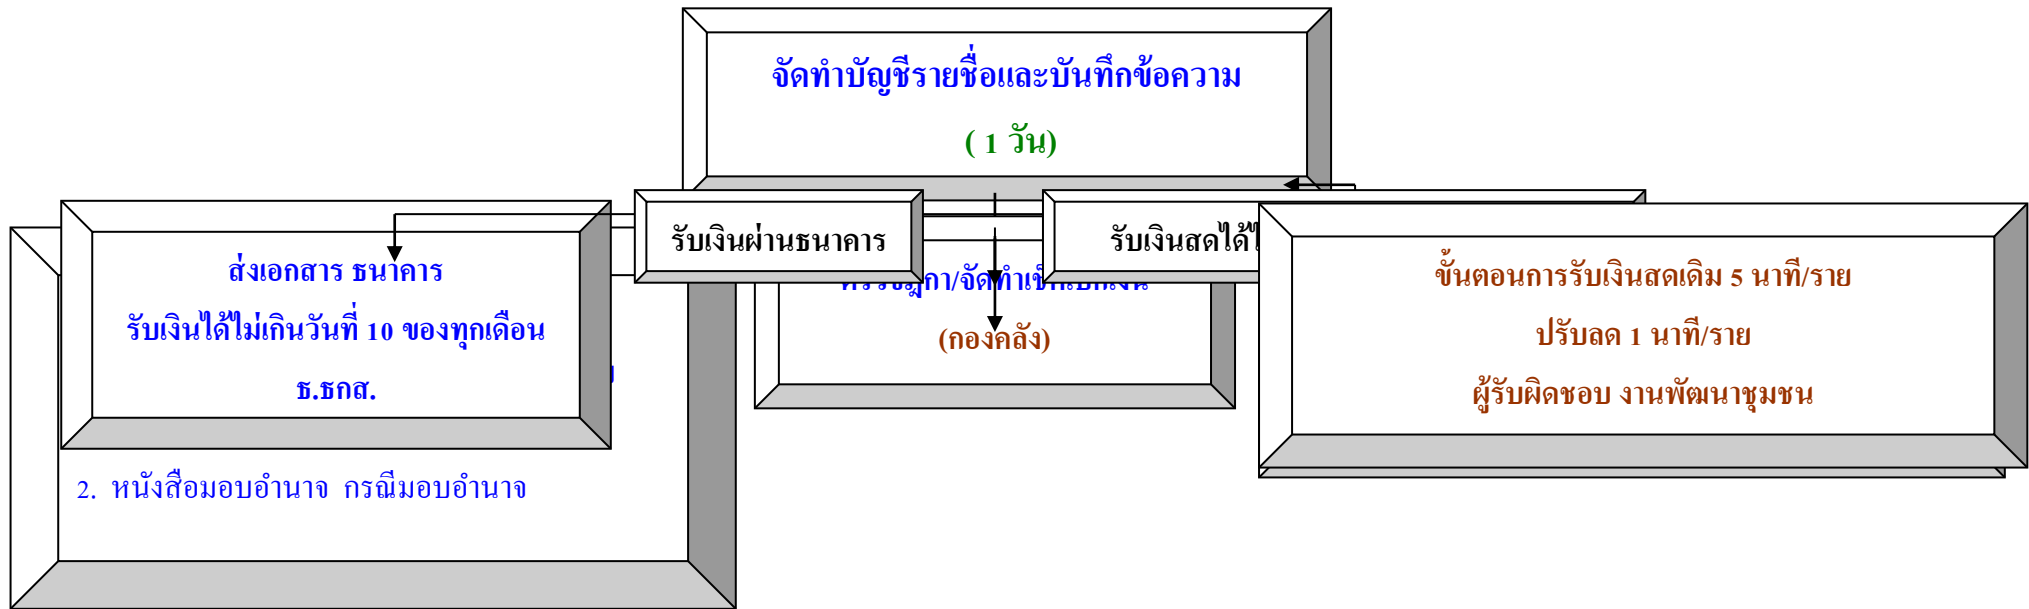 จัดทำบัญชีรายชื่อและบันทึกข้อความ
( 1 วัน)
รับเงินผ่านธนาคาร
รับเงินสดได้
ส่งเอกสาร ธนาคาร
รับเงินได้ไม่เกินวันที่ 10 ของทุกเดือน
ธ.ธกส.
2. หนังสือมอบอำนาจ กรณีมอบอำนาจ
(กองคลัง)
ขั้นตอนการรับเงินสดเดิม 5 นาที/ราย
ปรับลด 1 นาที/ราย
ผู้รับผิดชอบ งานพัฒนาชุมชน